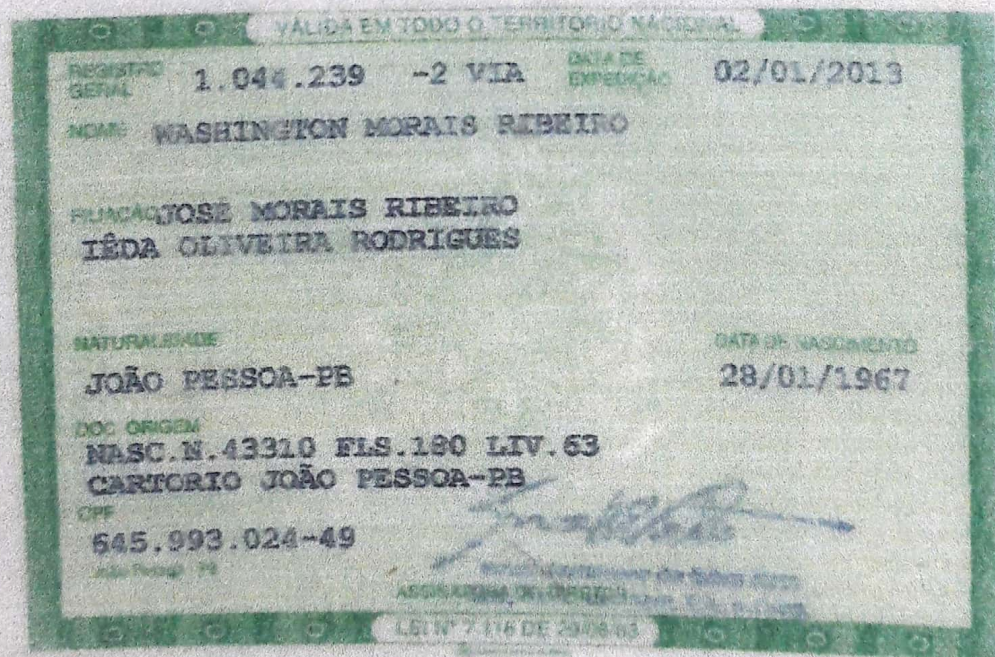 VÁLIDA EM TODO O TERRITÓRIO NACIONAL
REGISTRO GERAL 1.044.239 -2 VIA DATA DE EXPEDIÇÃO 02/01/2013
NOME WASHINGTON MORAIS RIBEIRO
FILIAÇÃO JOSÉ MORAIS RIBEIRO
IÊDA OLIVEIRA RODRIGUES
NATURALIDADE DATA DE NASCIMENTO
JOÃO PESSOA-PB 28/01/1967
DOC ORIGEM
NASC.N.43310 FLS.180 LIV.63
CARTORIO JOÃO PESSOA-PB
CPF
645.993.024-49
João Pessoa - PB
ASSINATURA DO DIRETOR
LEI Nº 7.116 DE 29/08/83